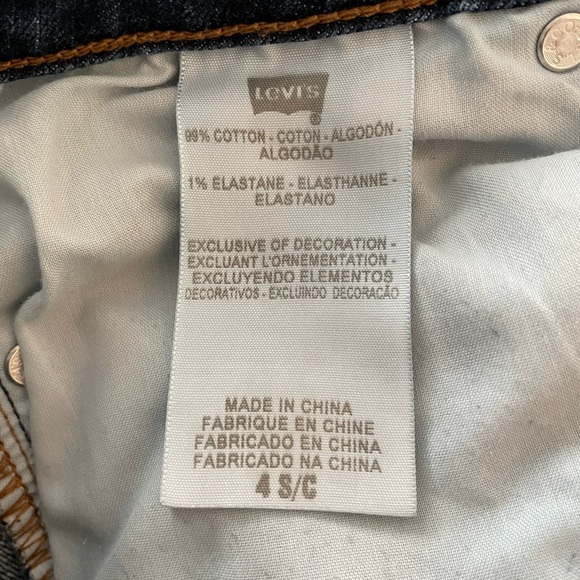 LEVI'S
®
99% COTTON - COTON - ALGODÓN -
ALGODÃO
1% ELASTANE - ELASTHANNE -
ELASTANO
EXCLUSIVE OF DECORATION -
EXCLUANT L'ORNEMENTATION -
EXCLUYENDO ELEMENTOS
DECORATIVOS - EXCLUINDO DECORAÇÃO
MADE IN CHINA
FABRIQUE EN CHINE
FABRICADO EN CHINA
FABRICADO NA CHINA
4 S/C